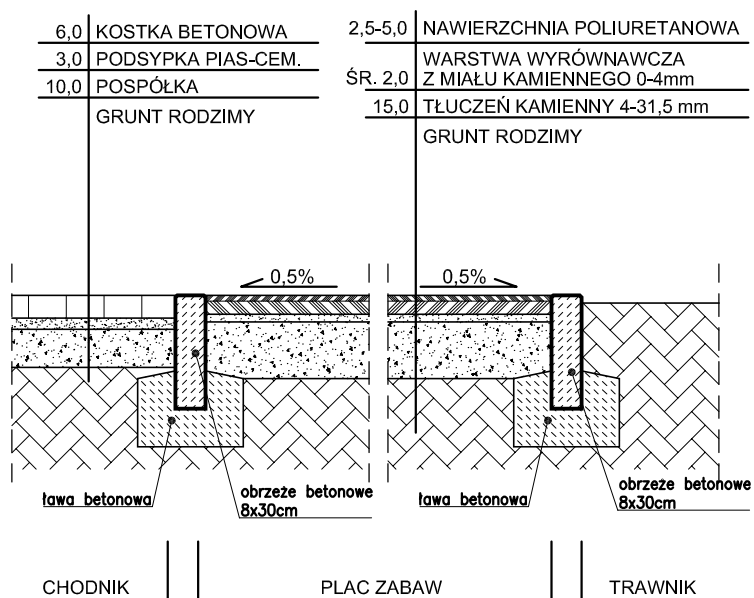 6,0 KOSTKA BETONOWA
3,0 PODSYPKA PIAS-CEM.
10,0 POSPÓŁKA
GRUNT RODZIMY
2,5-5,0 NAWIERZCHNIA POLIURETANOWA
WARSTWA WYRÓWNAWCZA
ŚR. 2,0 Z MIAŁU KAMIENNEGO 0-4mm
15,0 TŁUCZEŃ KAMIENNY 4-31,5 mm
GRUNT RODZIMY
0,5%
0,5%
ława betonowa
obrzeże betonowe
8x30cm
ława betonowa
obrzeże betonowe
8x30cm
CHODNIK
PLAC ZABAW
TRAWNIK